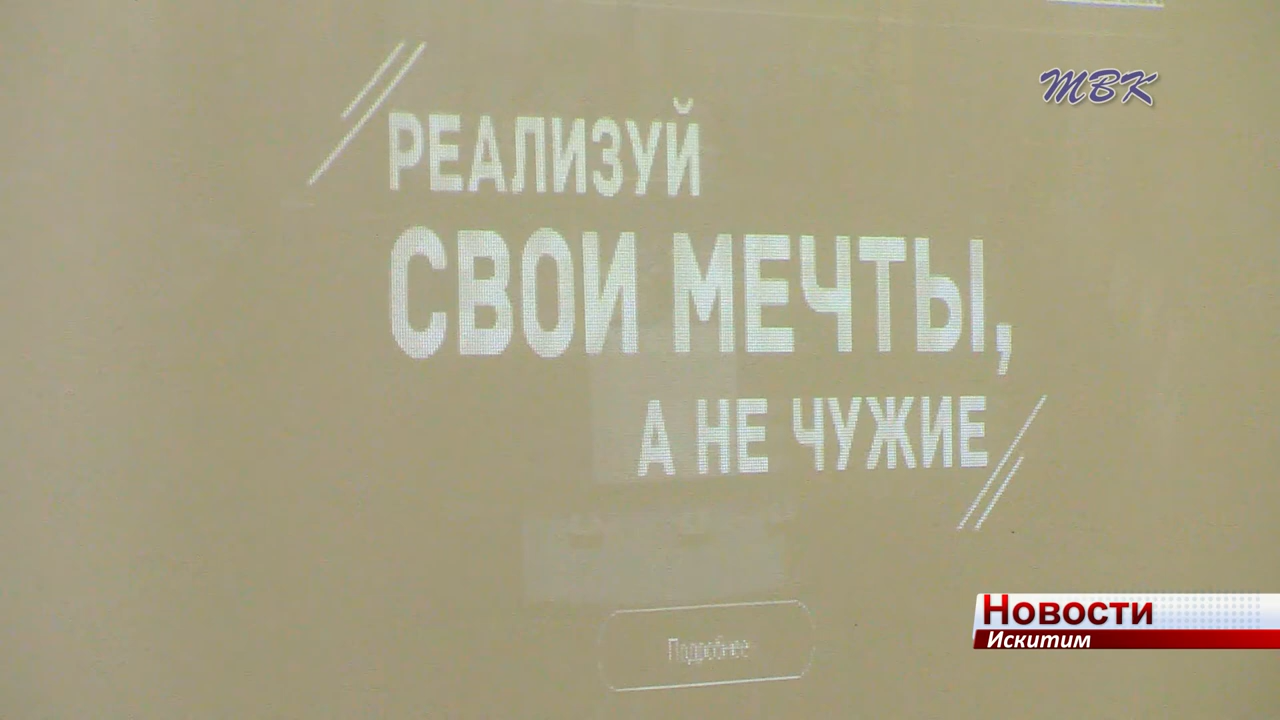 ТВК
РЕАЛИЗУЙ
СВОИ МЕЧТЫ,
А НЕ ЧУЖИЕ
Подробнее
Новости
Искитим